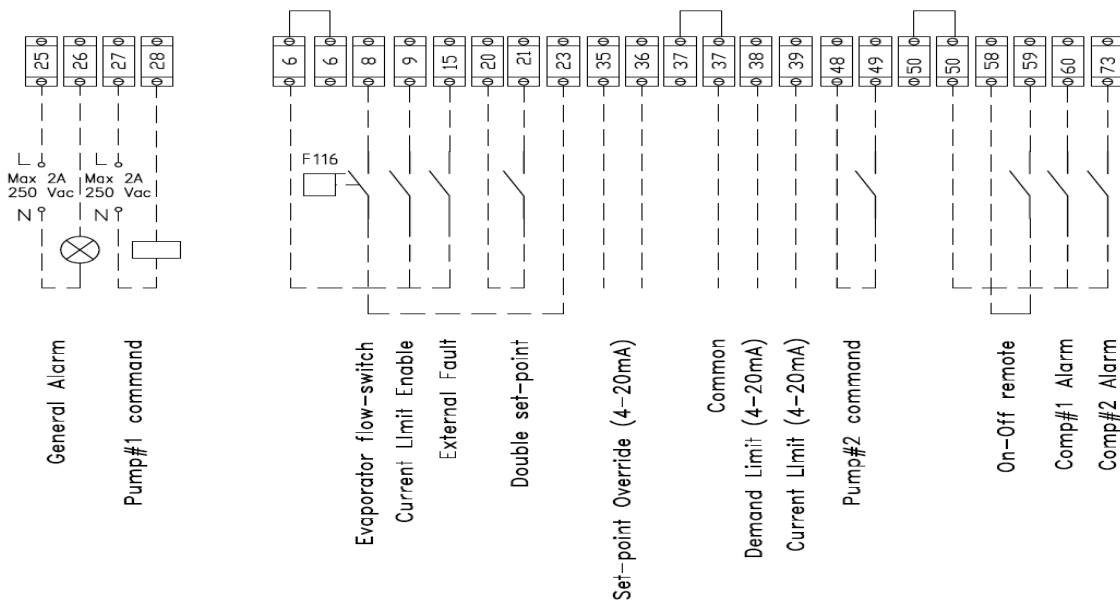 25 26 27 28 6 6 8 9 15 20 21 23 35 36 37 37 38 39 48 49 50 50 58 59 60 73
L L
Max 2A Max 2A
250 Vac 250 Vac
N N
F116
General Alarm
Pump#1 command
Evaporator flow-switch
Current LImit Enable
External Fault
Double set-point
Set-point Override (4-20mA)
Common
Demand Limit (4-20mA)
Current LImit (4-20mA)
Pump#2 command
On-Off remote
Comp#1 Alarm
Comp#2 Alarm